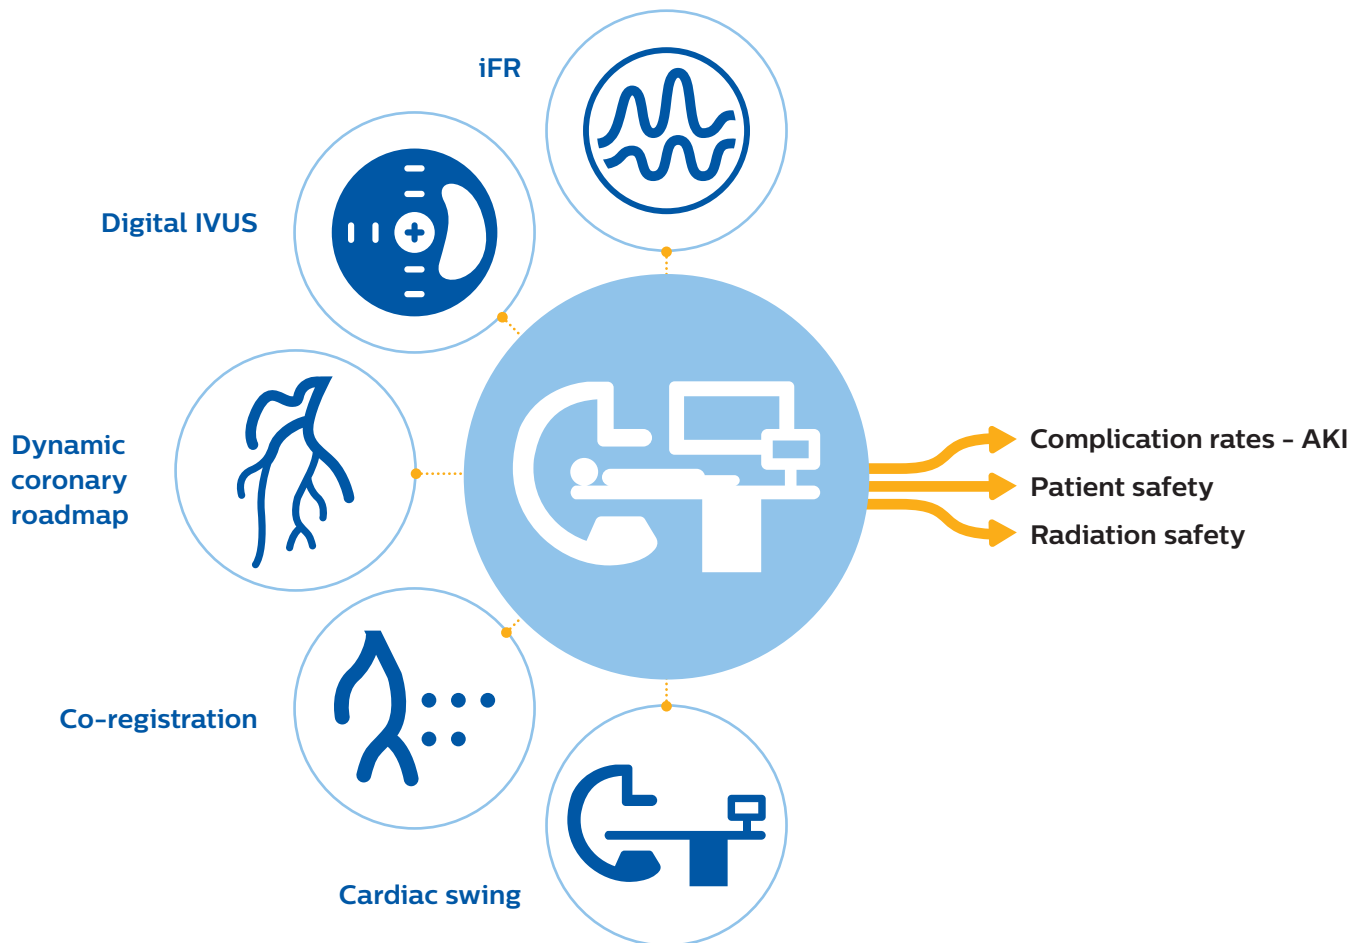 iFR
Digital IVUS
Dynamic
coronary
roadmap
Co-registration
Cardiac swing
Complication rates - AKI
Patient safety
Radiation safety